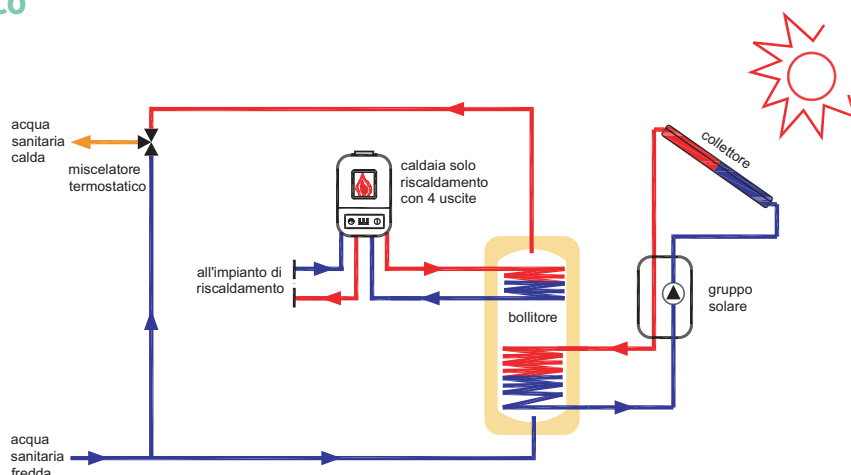 acqua
sanitaria
calda
miscelatore
termostatico
caldaia solo
riscaldamento
con 4 uscite
collettore
all'impianto di
riscaldamento
bollitore
gruppo
solare
acqua
sanitaria
fredda